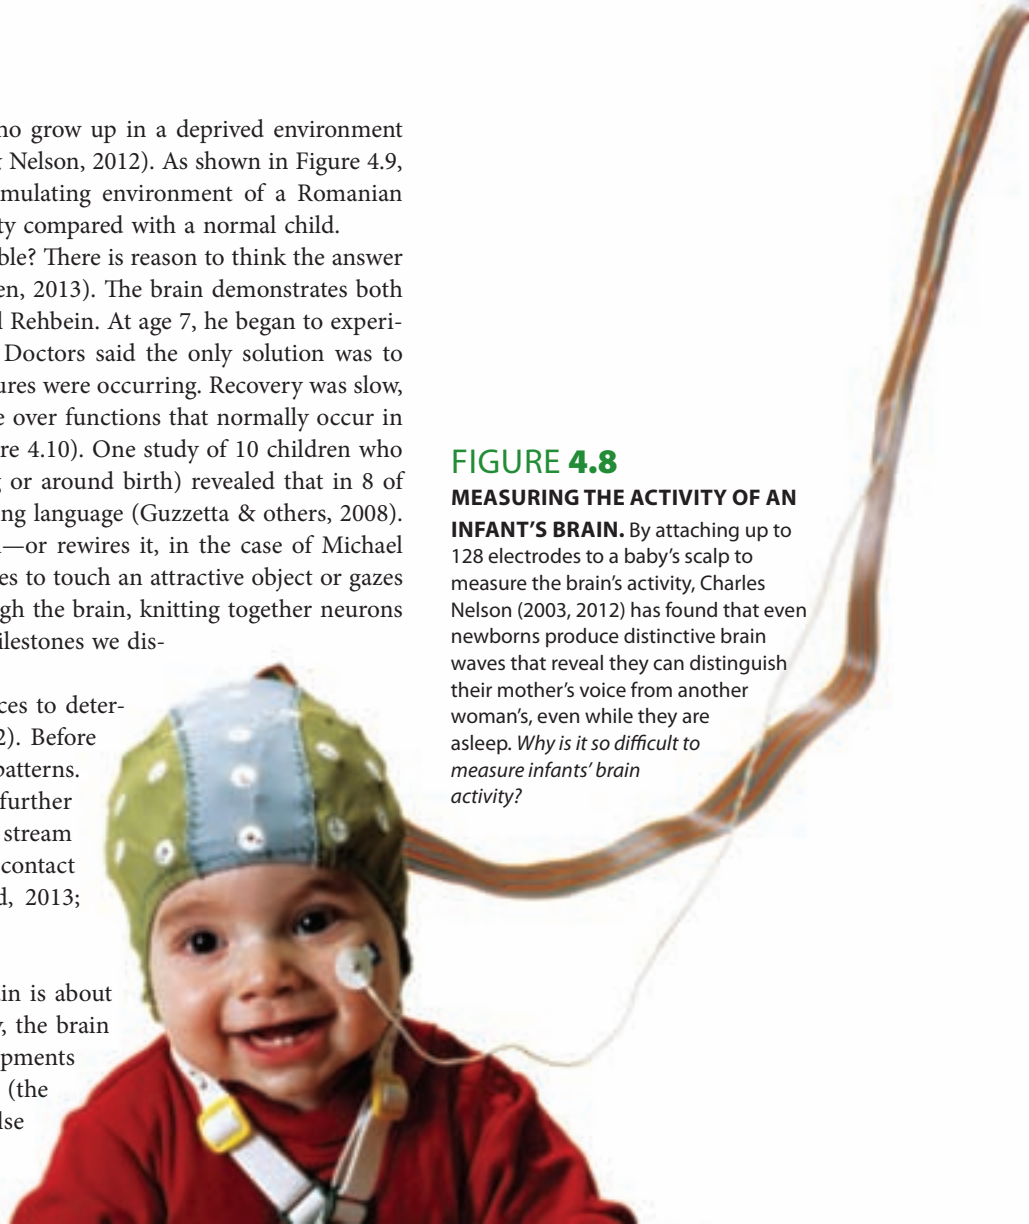 no grow up in a deprived environment
Nelson, 2012). As shown in Figure 4.9,
mulating environment of a Romanian
ty compared with a normal child.
ble? There is reason to think the answer
en, 2013). The brain demonstrates both
l Rehbein. At age 7, he began to experi-
Doctors said the only solution was to
ures were occurring. Recovery was slow,
e over functions that normally occur in
re 4.10). One study of 10 children who
g or around birth) revealed that in 8 of
ing language (Guzzetta & others, 2008).
—or rewires it, in the case of Michael
es to touch an attractive object or gazes
gh the brain, knitting together neurons
ilestones we dis-
ces to deter-
2). Before
patterns.
further
stream
contact
d, 2013;
in is about
y, the brain
pments
(the
lse
FIGURE 4.8
MEASURING THE ACTIVITY OF AN
INFANT'S BRAIN. By attaching up to
128 electrodes to a baby's scalp to
measure the brain's activity, Charles
Nelson (2003, 2012) has found that even
newborns produce distinctive brain
waves that reveal they can distinguish
their mother's voice from another
woman's, even while they are
asleep. Why is it so difficult to
measure infants' brain
activity?